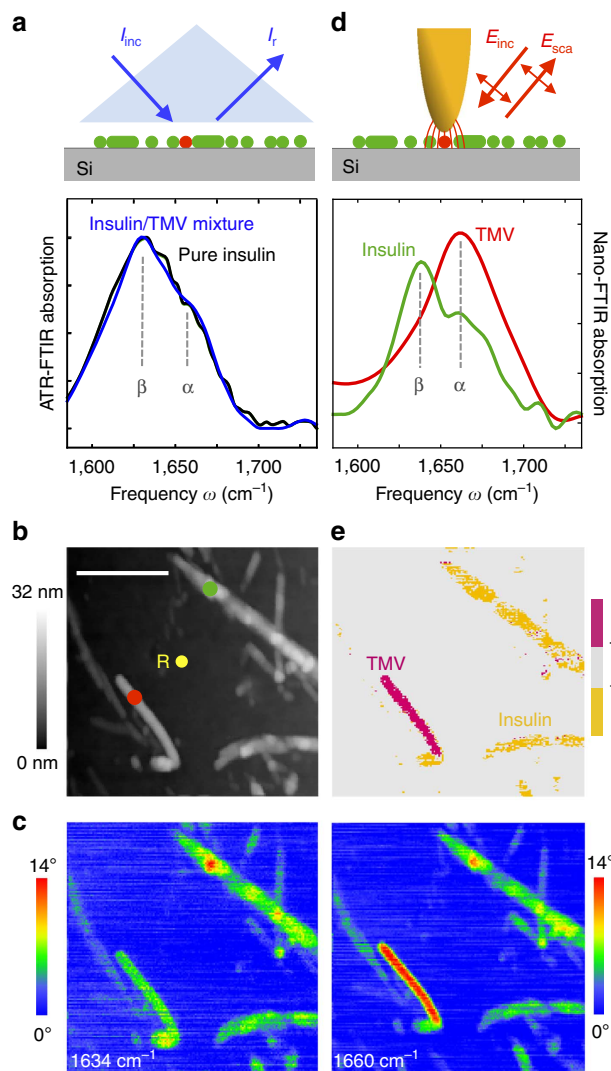 a
I inc
I r
Si
Insulin/TMV mixture
Pure insulin
β
α
ATR-FTIR absorption
1,600
1,650
1,700
Frequency ω (cm⁻¹)
d
E inc
E sca
Si
TMV
Insulin
β
α
Nano-FTIR absorption
1,600
1,650
1,700
Frequency ω (cm⁻¹)
b
32 nm
0 nm
R
e
TMV
Insulin
c
14°
0°
1634 cm⁻¹
1660 cm⁻¹
14°
0°